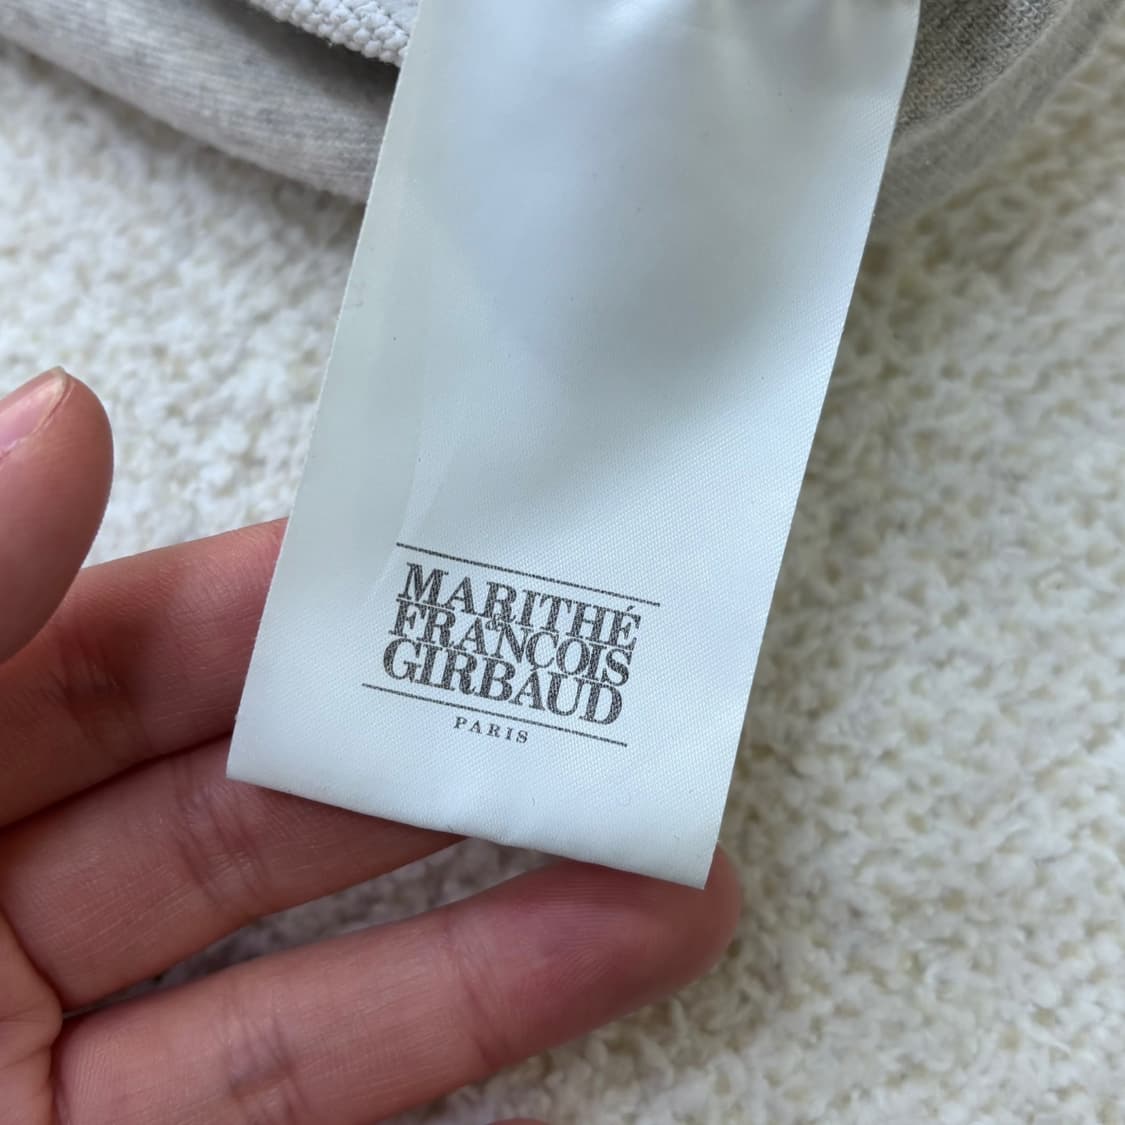 MARITHÉ
&
FRANÇOIS
GIRBAUD
PARIS